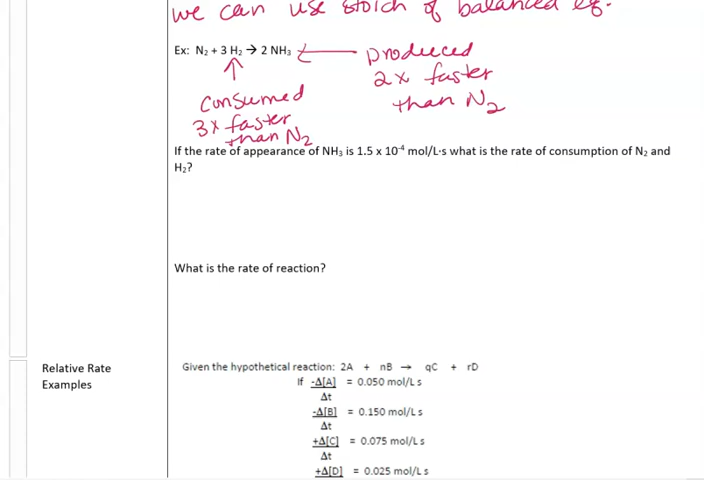 we can use stoich of balanced eq.
Ex: N₂ + 3 H₂ → 2 NH₃
produced
2x faster
than N₂
consumed
3x faster
than N₂
If the rate of appearance of NH₃ is 1.5 x 10⁻⁴ mol/L·s what is the rate of consumption of N₂ and
H₂?
What is the rate of reaction?
Relative Rate
Examples
Given the hypothetical reaction: 2A + nB → qC + rD
If -Δ[A] = 0.050 mol/L s
Δt
-Δ[B] = 0.150 mol/L s
Δt
+Δ[C] = 0.075 mol/L s
Δt
+Δ[D] = 0.025 mol/L s